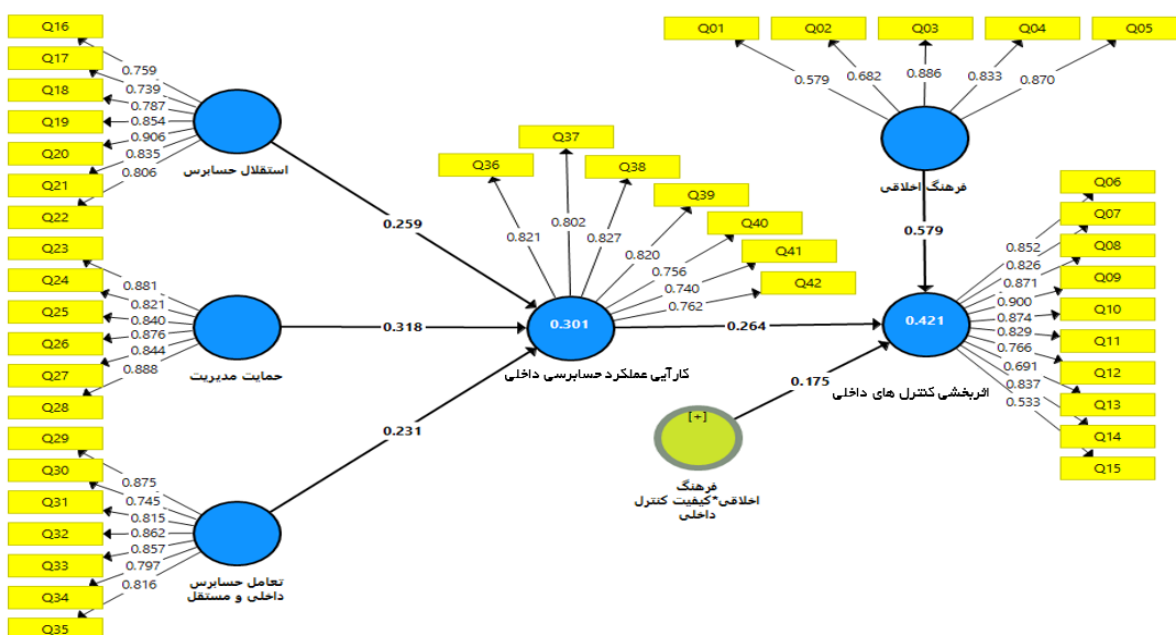 Q16
Q17
Q18
Q19
Q20
Q21
Q22
0.759
0.739
0.787
0.854
0.906
0.835
0.806
استقلال حسابرس
0.259
Q23
Q24
Q25
Q26
Q27
Q28
0.881
0.821
0.840
0.876
0.844
0.888
حمایت مدیریت
0.318
Q29
Q30
Q31
Q32
Q33
Q34
Q35
0.875
0.745
0.815
0.862
0.857
0.797
0.816
تعامل حسابرس
داخلی و مستقل
0.231
Q36
Q37
Q38
Q39
Q40
Q41
Q42
0.821
0.802
0.827
0.820
0.756
0.740
0.762
0.301
کارآیی عملکرد حسابرسی داخلی
0.264
Q01
Q02
Q03
Q04
Q05
0.579
0.682
0.886
0.833
0.870
فرهنگ اخلاقی
0.579
Q06
Q07
Q08
Q09
Q10
Q11
Q12
Q13
Q14
Q15
0.852
0.826
0.871
0.900
0.874
0.829
0.766
0.691
0.837
0.533
0.421
اثربخشی کنترل های داخلی
0.175
[+]
فرهنگ
اخلاقی*کیفیت کنترل
داخلی